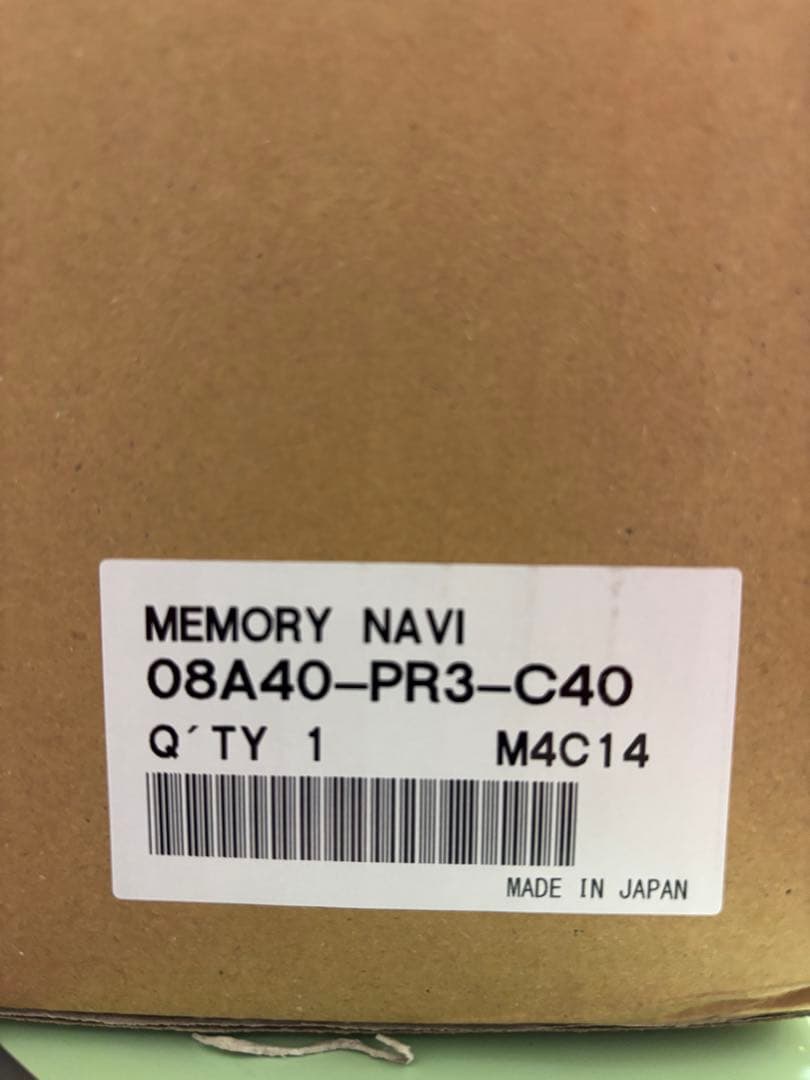 MEMORY NAVI
08A40-PR3-C40
Q´TY 1 M4C14
MADE IN JAPAN